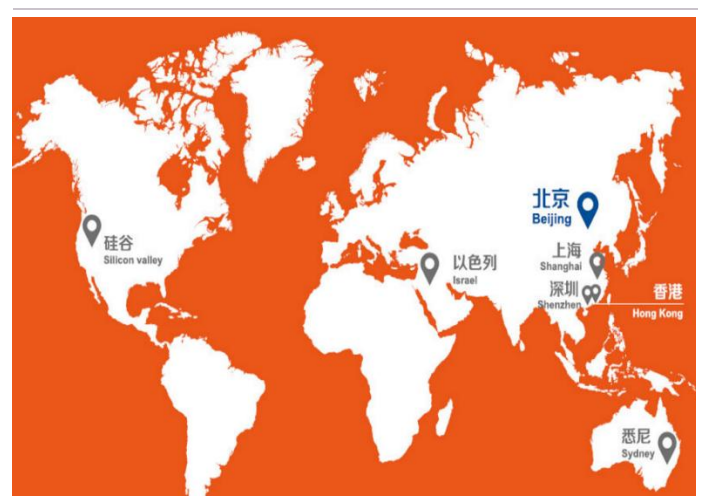 北京
Beijing
硅谷
Silicon valley
以色列
Israel
上海
Shanghai
深圳
Shenzhen
香港
Hong Kong
悉尼
Sydney